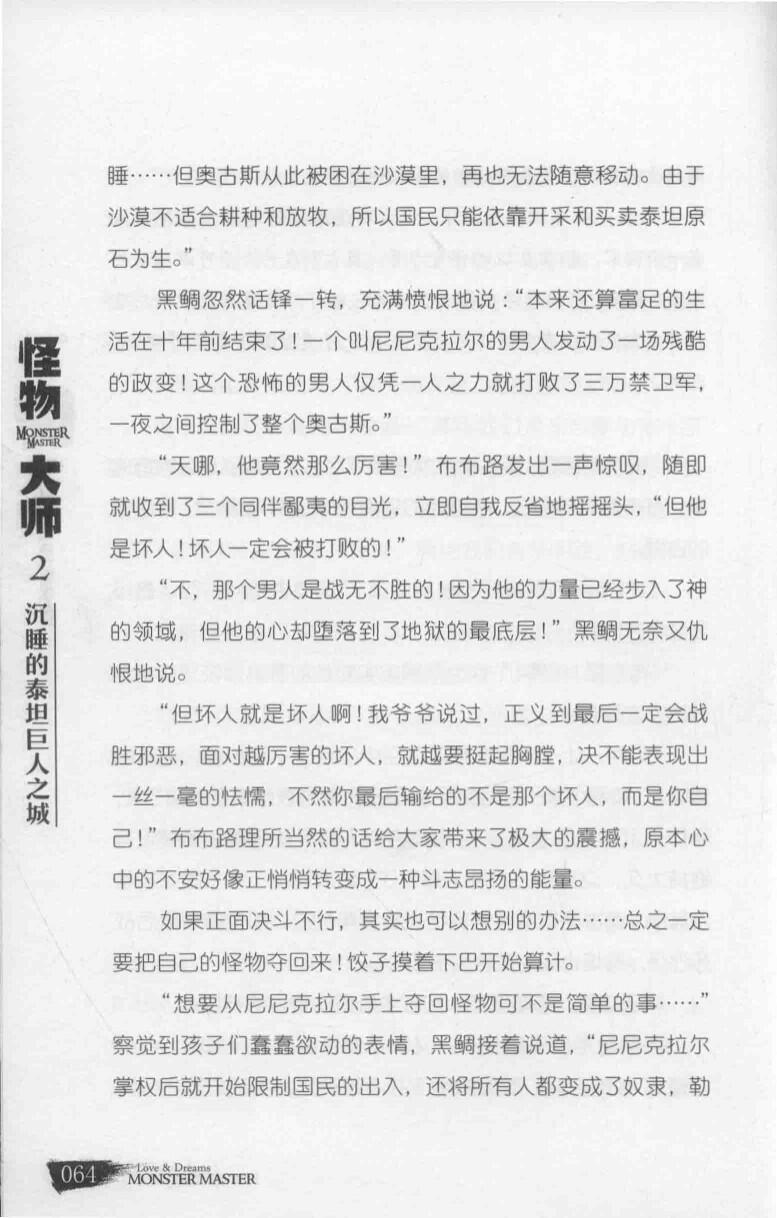 睡……但奥古斯从此被困在沙漠里，再也无法随意移动。由于
沙漠不适合耕种和放牧，所以国民只能依靠开采和买卖泰坦原
石为生。”
黑鲷忽然话锋一转，充满愤恨地说：“本来还算富足的生
活在十年前结束了！一个叫尼尼克拉尔的男人发动了一场残酷
的政变！这个恐怖的男人仅凭一人之力就打败了三万禁卫军，
一夜之间控制了整个奥古斯。”
“天哪，他竟然那么厉害！”布布路发出一声惊叹，随即
就收到了三个同伴鄙夷的目光，立即自我反省地摇摇头，“但他
是坏人！坏人一定会被打败的！”
“不，那个男人是战无不胜的！因为他的力量已经步入了神
的领域，但他的心却堕落到了地狱的最底层！”黑鲷无奈又仇
恨地说。
“但坏人就是坏人啊！我爷爷说过，正义到最后一定会战
胜邪恶，面对越厉害的坏人，就越要挺起胸膛，决不能表现出
一丝一毫的怯懦，不然你最后输给的不是那个坏人，而是你自
己！”布布路理所当然的话给大家带来了极大的震撼，原本心
中的不安好像正悄悄转变成一种斗志昂扬的能量。
如果正面决斗不行，其实也可以想别的办法……总之一定
要把自己的怪物夺回来！饺子摸着下巴开始算计。
“想要从尼尼克拉尔手上夺回怪物可不是简单的事……”
察觉到孩子们蠢蠢欲动的表情，黑鲷接着说道，“尼尼克拉尔
掌权后就开始限制国民的出入，还将所有人都变成了奴隶，勒
怪物
MONSTER
MASTER
大师
2
沉睡的泰坦巨人之城
064
Love & Dreams
MONSTER MASTER